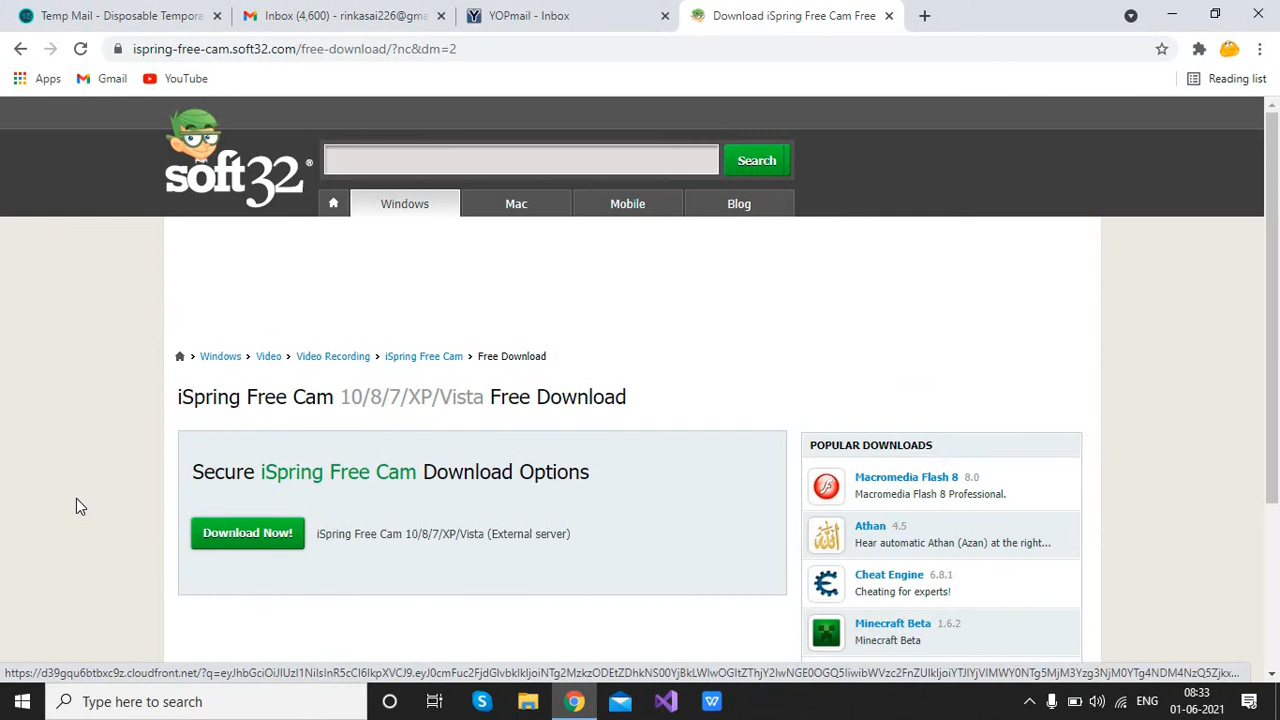 Temp Mail - Disposable Tempora
Inbox (4,600) - rinkasai226@gma
YOPmail - Inbox
Download iSpring Free Cam Free
ispring-free-cam.soft32.com/free-download/?nc&dm=2
Apps
Gmail
YouTube
Reading list
soft32®
Search
Windows
Mac
Mobile
Blog
Windows > Video > Video Recording > iSpring Free Cam > Free Download
iSpring Free Cam 10/8/7/XP/Vista Free Download
Secure iSpring Free Cam Download Options
Download Now!
iSpring Free Cam 10/8/7/XP/Vista (External server)
POPULAR DOWNLOADS
Macromedia Flash 8 8.0
Macromedia Flash 8 Professional.
Athan 4.5
Hear automatic Athan (Azan) at the right...
Cheat Engine 6.8.1
Cheating for experts!
Minecraft Beta 1.6.2
Minecraft Beta
Type here to search
ENG
08:33
01-06-2021